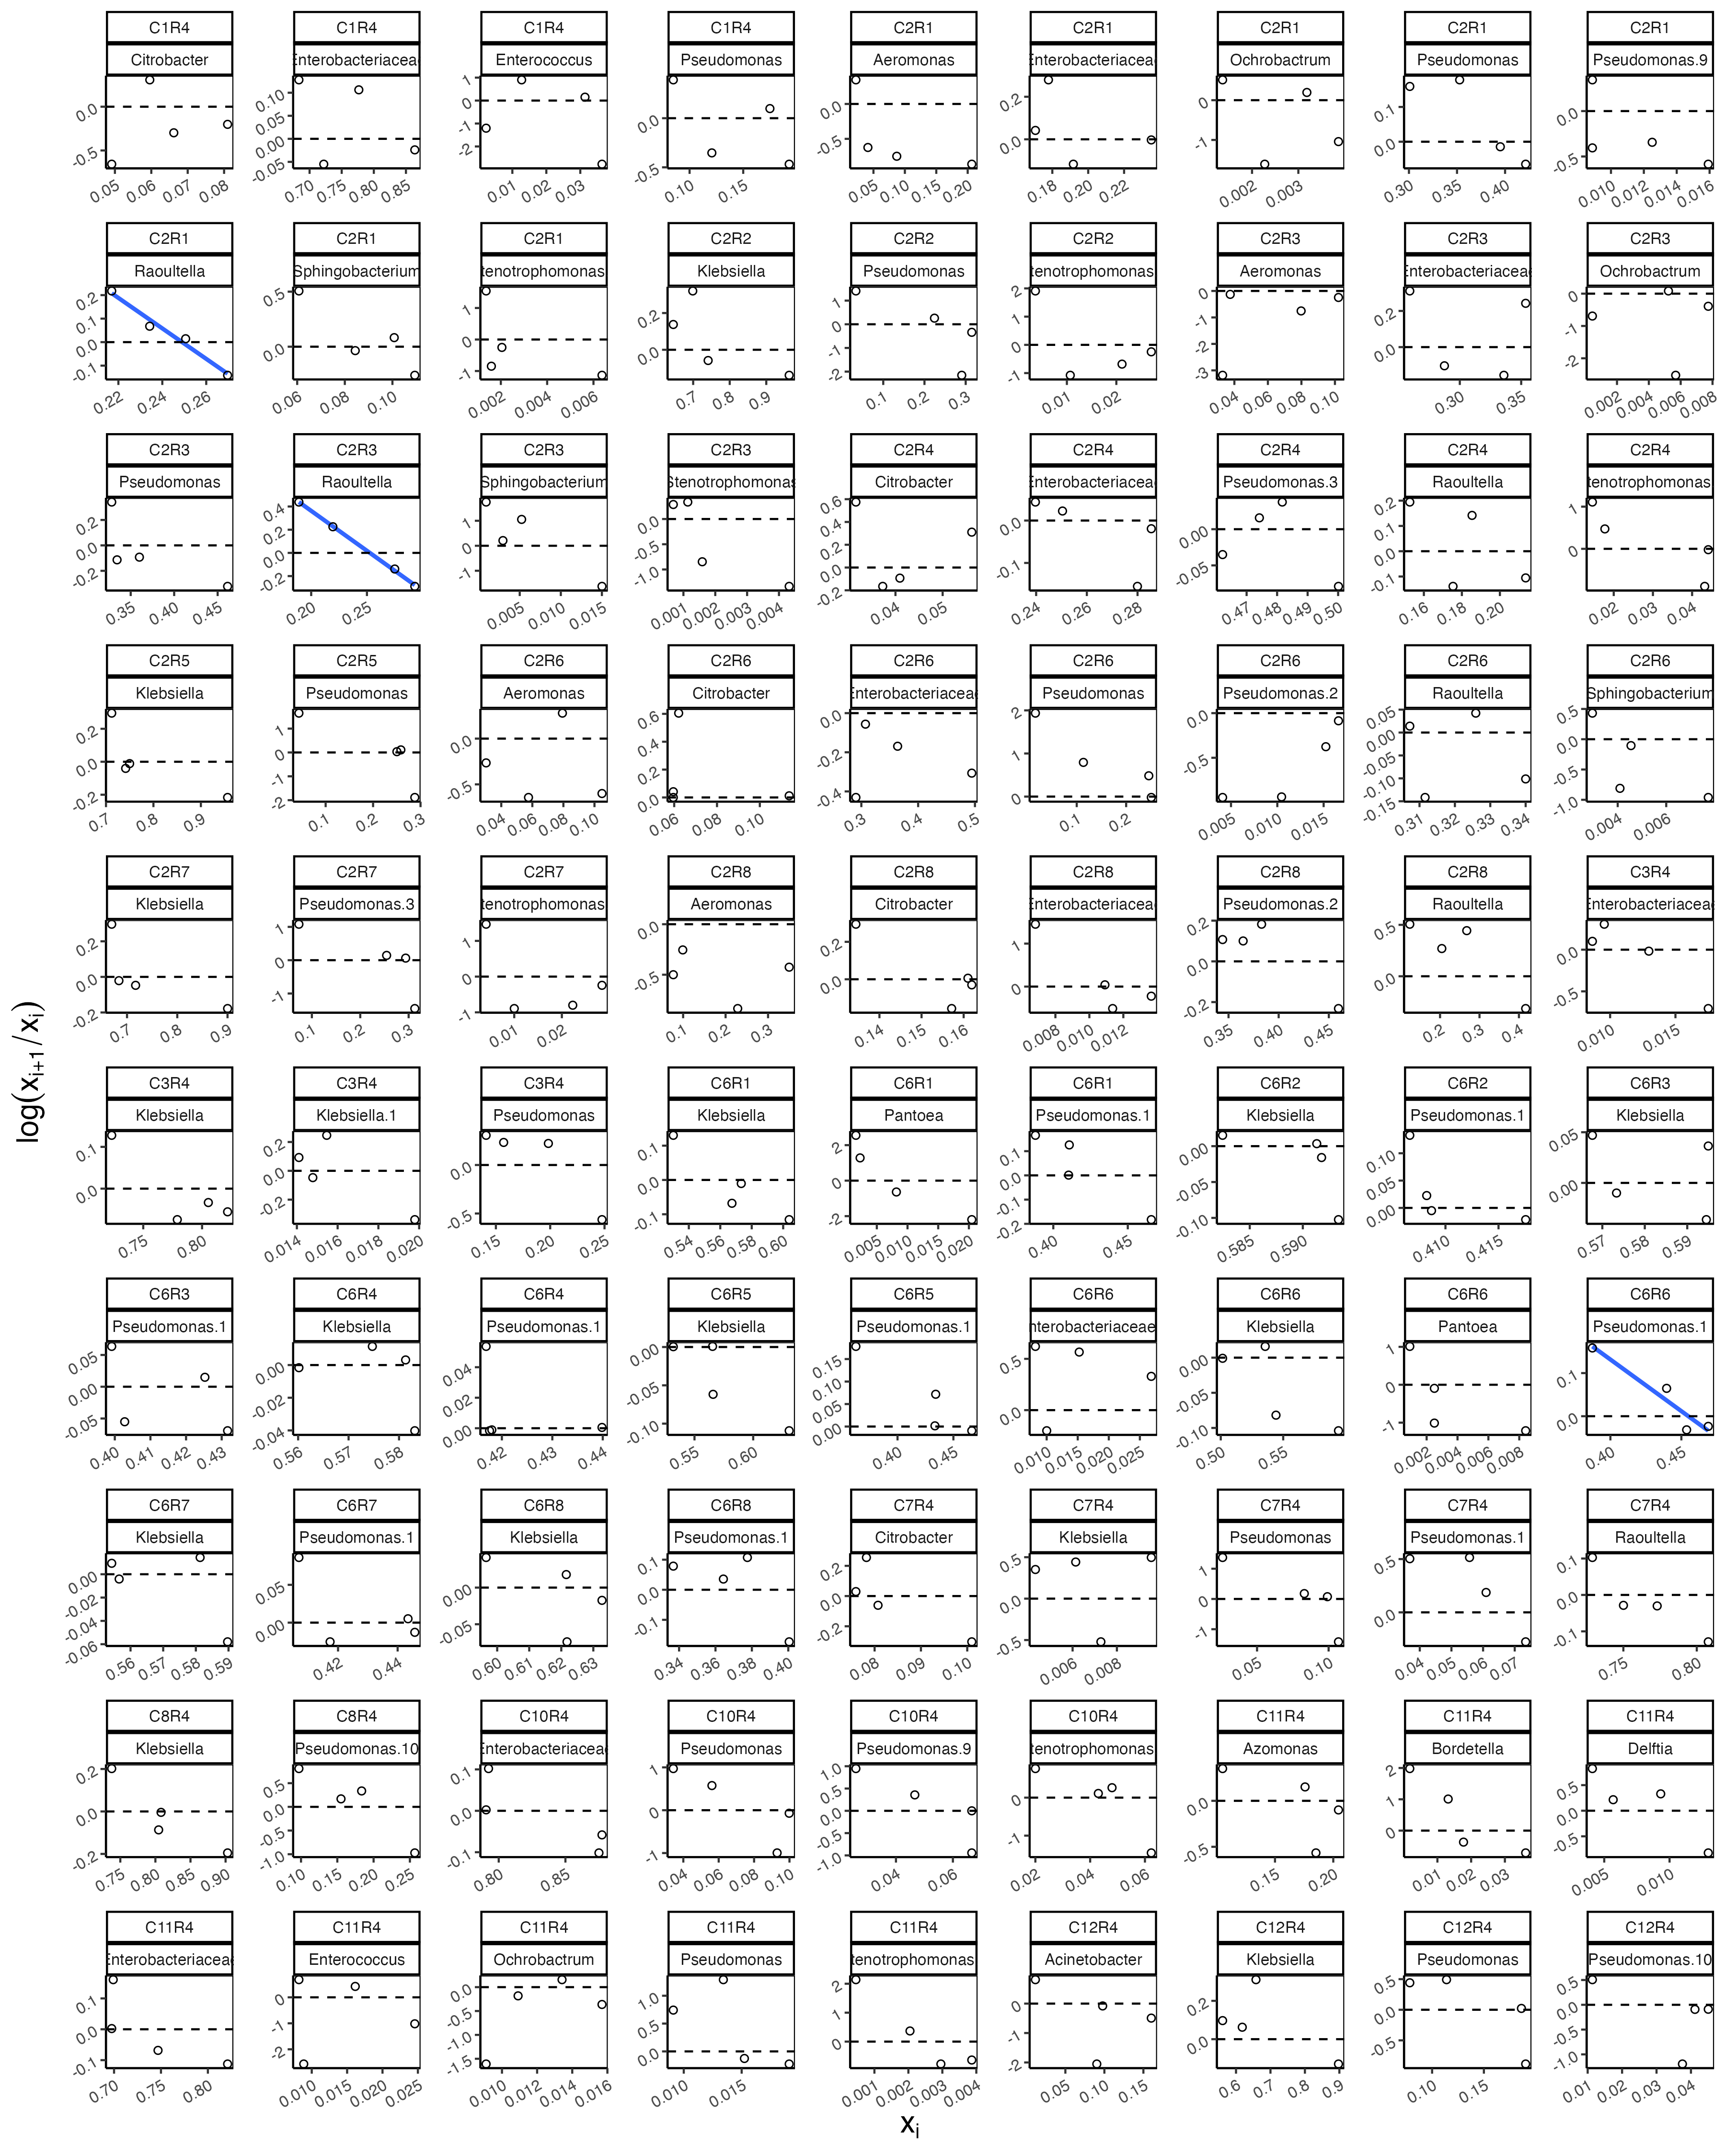 C1R4 C1R4 C1R4 C1R4 C2R1 C2R1 C2R1 C2R1 C2R1
Citrobacter Enterobacteriacea Enterococcus Pseudomonas Aeromonas Enterobacteriacea Ochrobactrum Pseudomonas Pseudomonas.9
0.0 -0.5 0.10 0.05 0.00 -0.05 1 0 -1 -2 0.0 -0.5 0.0 -0.5 0.2 0.0 0 -1 0.1 0.0 0.0 -0.5
0.05 0.06 0.07 0.08 0.70 0.75 0.80 0.85 0.01 0.02 0.03 0.10 0.15 0.05 0.10 0.15 0.20 0.18 0.20 0.22 0.002 0.003 0.30 0.35 0.40 0.010 0.012 0.014 0.016
C2R1 C2R1 C2R1 C2R2 C2R2 C2R2 C2R3 C2R3 C2R3
Raoultella Sphingobacterium tenotrophomonas Klebsiella Pseudomonas tenotrophomonas Aeromonas Enterobacteriacea Ochrobactrum
0.2 0.1 0.0 -0.1 0.5 0.0 1 0 -1 0.2 0.0 1 0 -1 -2 2 1 0 -1 0 -1 -2 -3 0.2 0.0 0 -1 -2
0.22 0.24 0.26 0.06 0.08 0.10 0.002 0.004 0.006 0.7 0.8 0.9 0.1 0.2 0.3 0.01 0.02 0.04 0.06 0.08 0.10 0.30 0.35 0.002 0.004 0.006 0.008
C2R3 C2R3 C2R3 C2R3 C2R4 C2R4 C2R4 C2R4 C2R4
Pseudomonas Raoultella Sphingobacterium Stenotrophomonas Citrobacter Enterobacteriacea Pseudomonas.3 Raoultella tenotrophomonas
0.2 0.0 -0.2 0.4 0.2 0.0 -0.2 1 0 -1 0.0 -0.5 -1.0 0.6 0.4 0.2 0.0 -0.2 0.0 -0.1 0.00 -0.05 0.2 0.1 0.0 -0.1 1 0
0.35 0.40 0.45 0.20 0.25 0.005 0.010 0.015 0.001 0.002 0.003 0.004 0.04 0.05 0.24 0.26 0.28 0.47 0.48 0.49 0.50 0.16 0.18 0.20 0.02 0.03 0.04
C2R5 C2R5 C2R6 C2R6 C2R6 C2R6 C2R6 C2R6 C2R6
Klebsiella Pseudomonas Aeromonas Citrobacter Enterobacteriacea Pseudomonas Pseudomonas.2 Raoultella Sphingobacterium
0.2 0.0 -0.2 1 0 -1 -2 0.0 -0.5 0.6 0.4 0.2 0.0 0.0 -0.2 -0.4 2 1 0 0.0 -0.5 0.05 0.00 -0.05 -0.10 -0.15 0.5 0.0 -0.5 -1.0
0.7 0.8 0.9 0.1 0.2 0.3 0.04 0.06 0.08 0.10 0.06 0.08 0.10 0.3 0.4 0.5 0.1 0.2 0.005 0.010 0.015 0.31 0.32 0.33 0.34 0.004 0.006
C2R7 C2R7 C2R7 C2R8 C2R8 C2R8 C2R8 C2R8 C3R4
Klebsiella Pseudomonas.3 tenotrophomonas Aeromonas Citrobacter Enterobacteriacea Pseudomonas.2 Raoultella Enterobacteriacea
0.2 0.0 -0.2 1 0 -1 1 0 -1 0.0 -0.5 0.2 0.0 1 0 0.2 0.0 -0.2 0.5 0.0 0.0 -0.5
0.7 0.8 0.9 0.1 0.2 0.3 0.01 0.02 0.1 0.2 0.3 0.14 0.15 0.16 0.008 0.010 0.012 0.35 0.40 0.45 0.2 0.3 0.4 0.010 0.015
log(xi+1/xi)
C3R4 C3R4 C3R4 C6R1 C6R1 C6R1 C6R2 C6R2 C6R3
Klebsiella Klebsiella.1 Pseudomonas Klebsiella Pantoea Pseudomonas.1 Klebsiella Pseudomonas.1 Klebsiella
0.1 0.0 0.2 0.0 -0.2 0.0 -0.5 0.1 0.0 -0.1 2 0 -2 0.1 0.0 -0.1 -0.2 0.00 -0.05 -0.10 0.10 0.05 0.00 0.05 0.00
0.75 0.80 0.014 0.016 0.018 0.020 0.15 0.20 0.25 0.54 0.56 0.58 0.60 0.005 0.010 0.015 0.020 0.40 0.45 0.585 0.590 0.410 0.415 0.57 0.58 0.59
C6R3 C6R4 C6R4 C6R5 C6R5 C6R6 C6R6 C6R6 C6R6
Pseudomonas.1 Klebsiella Pseudomonas.1 Klebsiella Pseudomonas.1 nterobacteriaceae Klebsiella Pantoea Pseudomonas.1
0.05 0.00 -0.05 0.00 -0.02 -0.04 0.04 0.02 0.00 0.00 -0.05 -0.10 0.15 0.10 0.05 0.00 0.5 0.0 0.00 -0.05 -0.10 1 0 -1 0.1 0.0
0.40 0.41 0.42 0.43 0.56 0.57 0.58 0.42 0.43 0.44 0.55 0.60 0.40 0.45 0.010 0.015 0.020 0.025 0.50 0.55 0.002 0.004 0.006 0.008 0.40 0.45
C6R7 C6R7 C6R8 C6R8 C7R4 C7R4 C7R4 C7R4 C7R4
Klebsiella Pseudomonas.1 Klebsiella Pseudomonas.1 Citrobacter Klebsiella Pseudomonas Pseudomonas.1 Raoultella
0.00 -0.02 -0.04 -0.06 0.05 0.00 0.00 -0.05 0.1 0.0 -0.1 0.2 0.0 -0.2 0.5 0.0 -0.5 1 0 -1 0.5 0.0 0.1 0.0 -0.1
0.56 0.57 0.58 0.59 0.42 0.44 0.60 0.61 0.62 0.63 0.34 0.36 0.38 0.40 0.08 0.09 0.10 0.006 0.008 0.05 0.10 0.04 0.05 0.06 0.07 0.75 0.80
C8R4 C8R4 C10R4 C10R4 C10R4 C10R4 C11R4 C11R4 C11R4
Klebsiella Pseudomonas.10 Enterobacteriacea Pseudomonas Pseudomonas.9 tenotrophomonas Azomonas Bordetella Delftia
0.2 0.0 -0.2 0.5 0.0 -0.5 -1.0 0.1 0.0 -0.1 1 0 -1 1.0 0.5 0.0 -0.5 -1.0 0 -1 0.0 -0.5 2 1 0 0.5 0.0 -0.5
0.75 0.80 0.85 0.90 0.10 0.15 0.20 0.25 0.80 0.85 0.04 0.06 0.08 0.10 0.04 0.06 0.02 0.04 0.06 0.15 0.20 0.01 0.02 0.03 0.005 0.010
C11R4 C11R4 C11R4 C11R4 C11R4 C12R4 C12R4 C12R4 C12R4
Enterobacteriacea Enterococcus Ochrobactrum Pseudomonas tenotrophomonas Acinetobacter Klebsiella Pseudomonas Pseudomonas.10
0.1 0.0 -0.1 0 -1 -2 0.0 -0.5 -1.0 -1.5 1.0 0.5 0.0 2 1 0 0 -1 -2 0.2 0.0 0.5 0.0 -0.5 0.5 0.0 -0.5 -1.0
0.70 0.75 0.80 0.010 0.015 0.020 0.025 0.010 0.012 0.014 0.016 0.010 0.015 0.001 0.002 0.003 0.004 0.05 0.10 0.15 0.6 0.7 0.8 0.9 0.10 0.15 0.01 0.02 0.03 0.04
xi